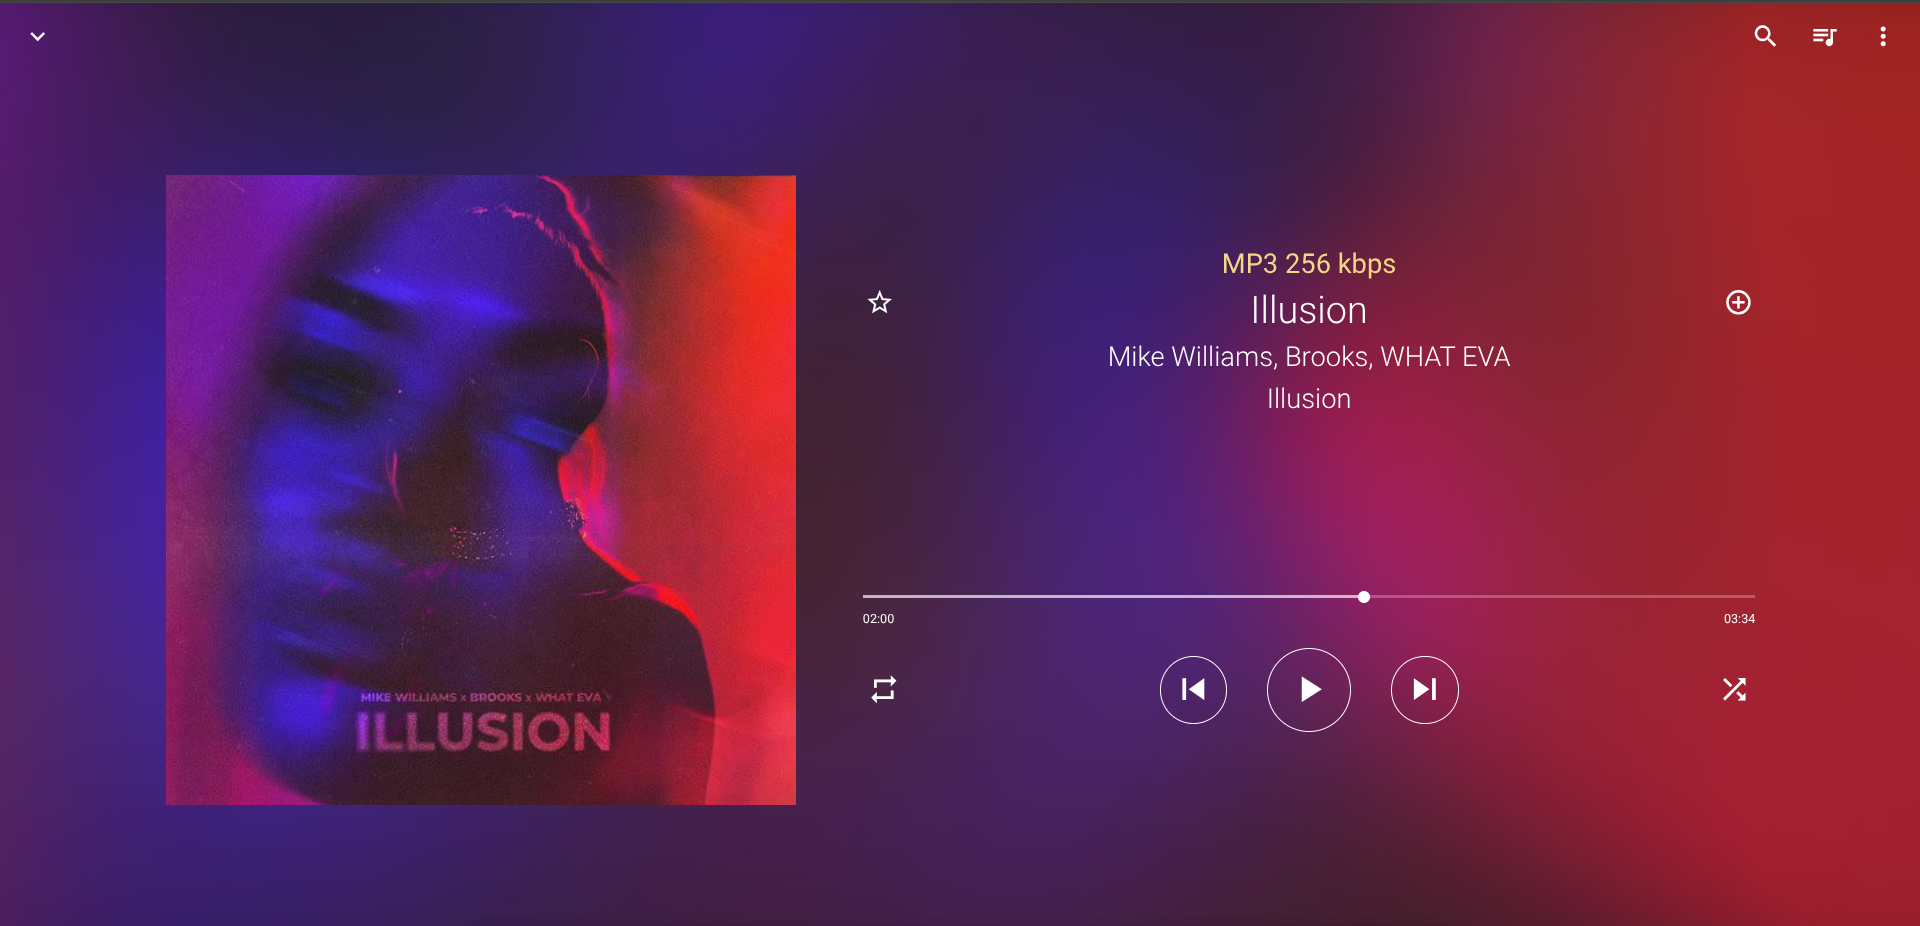 MIKE WILLIAMS x BROOKS x WHAT EVA
ILLUSION
MP3 256 kbps
Illusion
Mike Williams, Brooks, WHAT EVA
Illusion
02:00
03:34